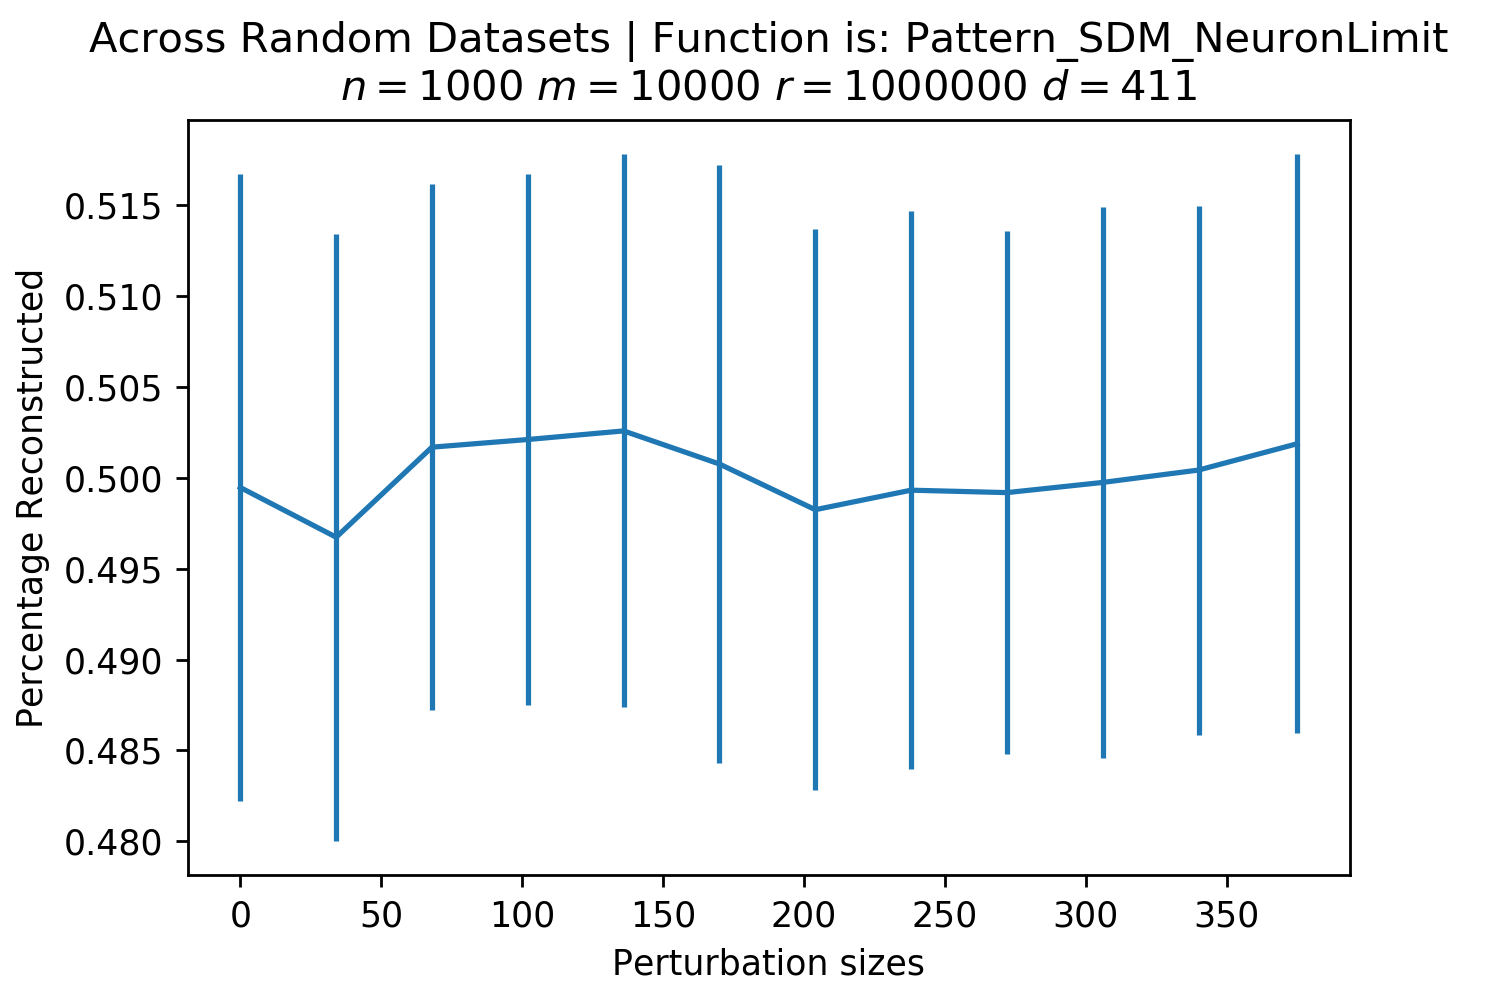 Across Random Datasets | Function is: Pattern_SDM_NeuronLimit
n = 1000 m = 10000 r = 1000000 d = 411
Percentage Reconstructed
0.515
0.510
0.505
0.500
0.495
0.490
0.485
0.480
0 50 100 150 200 250 300 350
Perturbation sizes